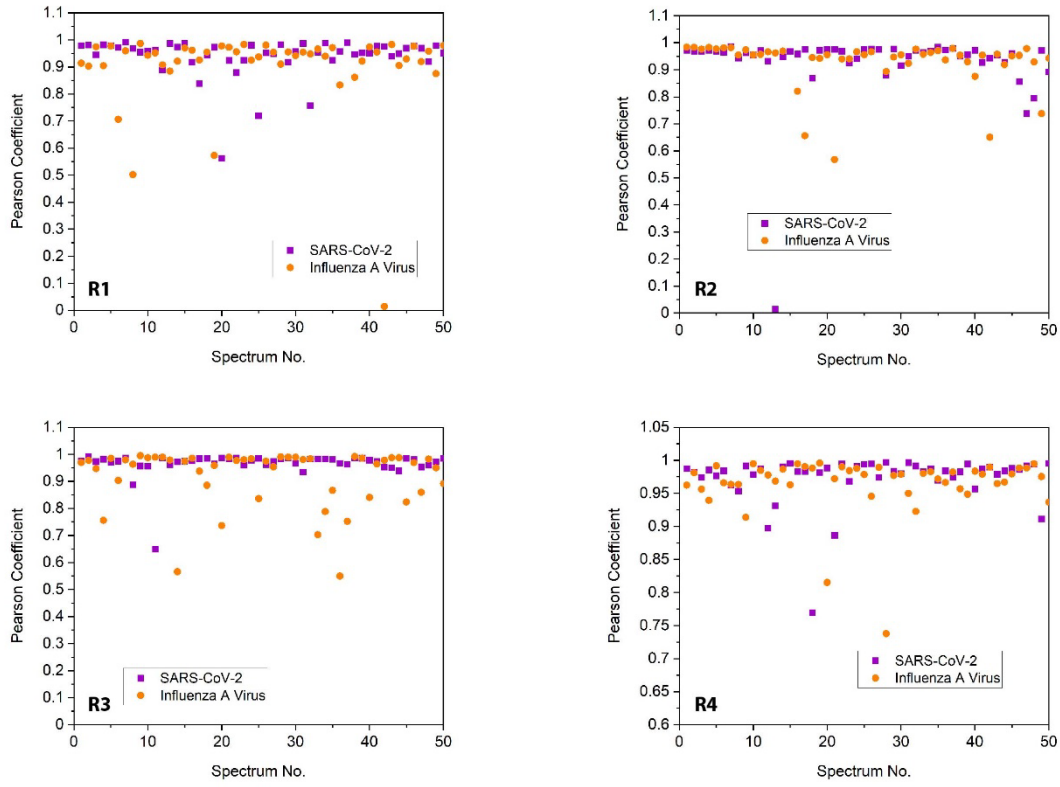 1.1
1
0.9
0.8
0.7
0.6
0.5
0.4
0.3
0.2
0.1
0
Pearson Coefficient
SARS-CoV-2
Influenza A Virus
R1
0 10 20 30 40 50
Spectrum No.
1.1
1
0.9
0.8
0.7
0.6
0.5
0.4
0.3
0.2
0.1
0
Pearson Coefficient
SARS-CoV-2
Influenza A Virus
R2
0 10 20 30 40 50
Spectrum No.
1.1
1
0.9
0.8
0.7
0.6
0.5
0.4
0.3
0.2
0.1
0
Pearson Coefficient
SARS-CoV-2
Influenza A Virus
R3
0 10 20 30 40 50
Spectrum No.
1.05
1
0.95
0.9
0.85
0.8
0.75
0.7
0.65
0.6
Pearson Coefficient
SARS-CoV-2
Influenza A Virus
R4
0 10 20 30 40 50
Spectrum No.